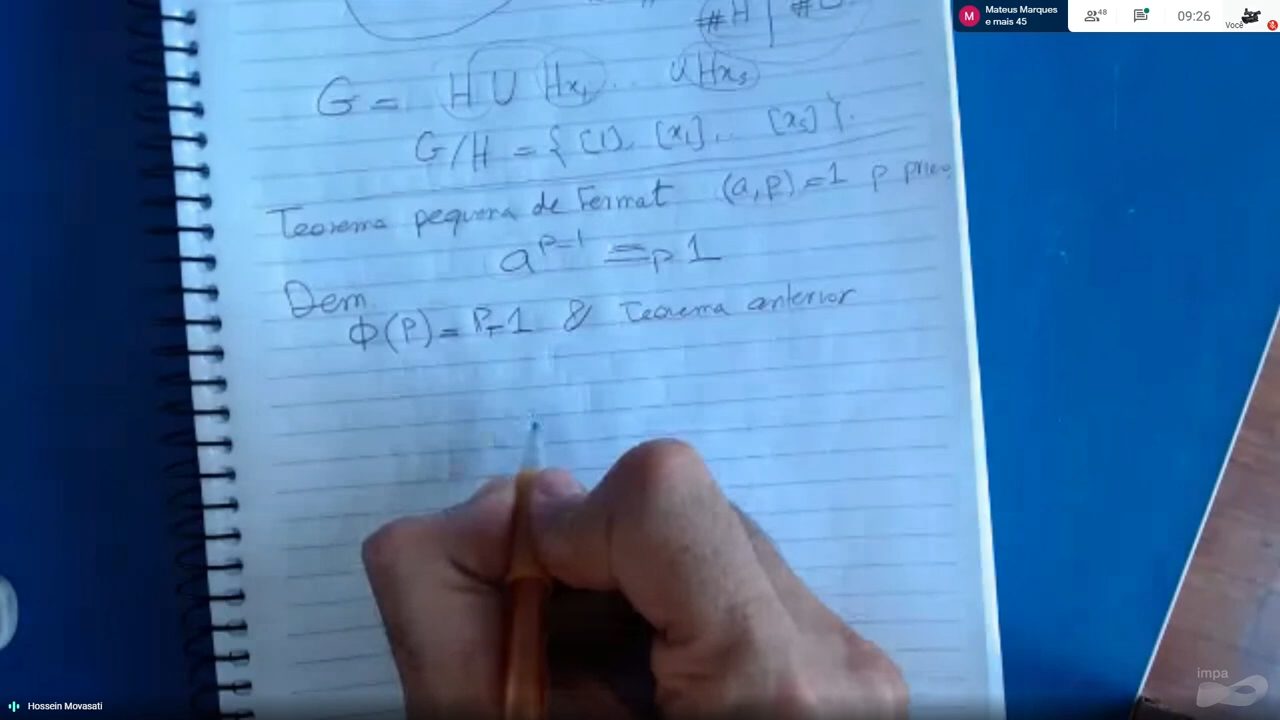 #H | #G
G = H U Hx₁ ... U Hxₛ
G/H = { [1], [x₁], .. [xₛ] }.
Teorema pequena de Fermat (a,p)=1 p primo
a^{p-1} ≡ₚ 1
Dem.
Φ(P) = P-1 & Teorema anterior
Mateus Marques
e mais 45
48
09:26
Você
M
impa
Hossein Movasati